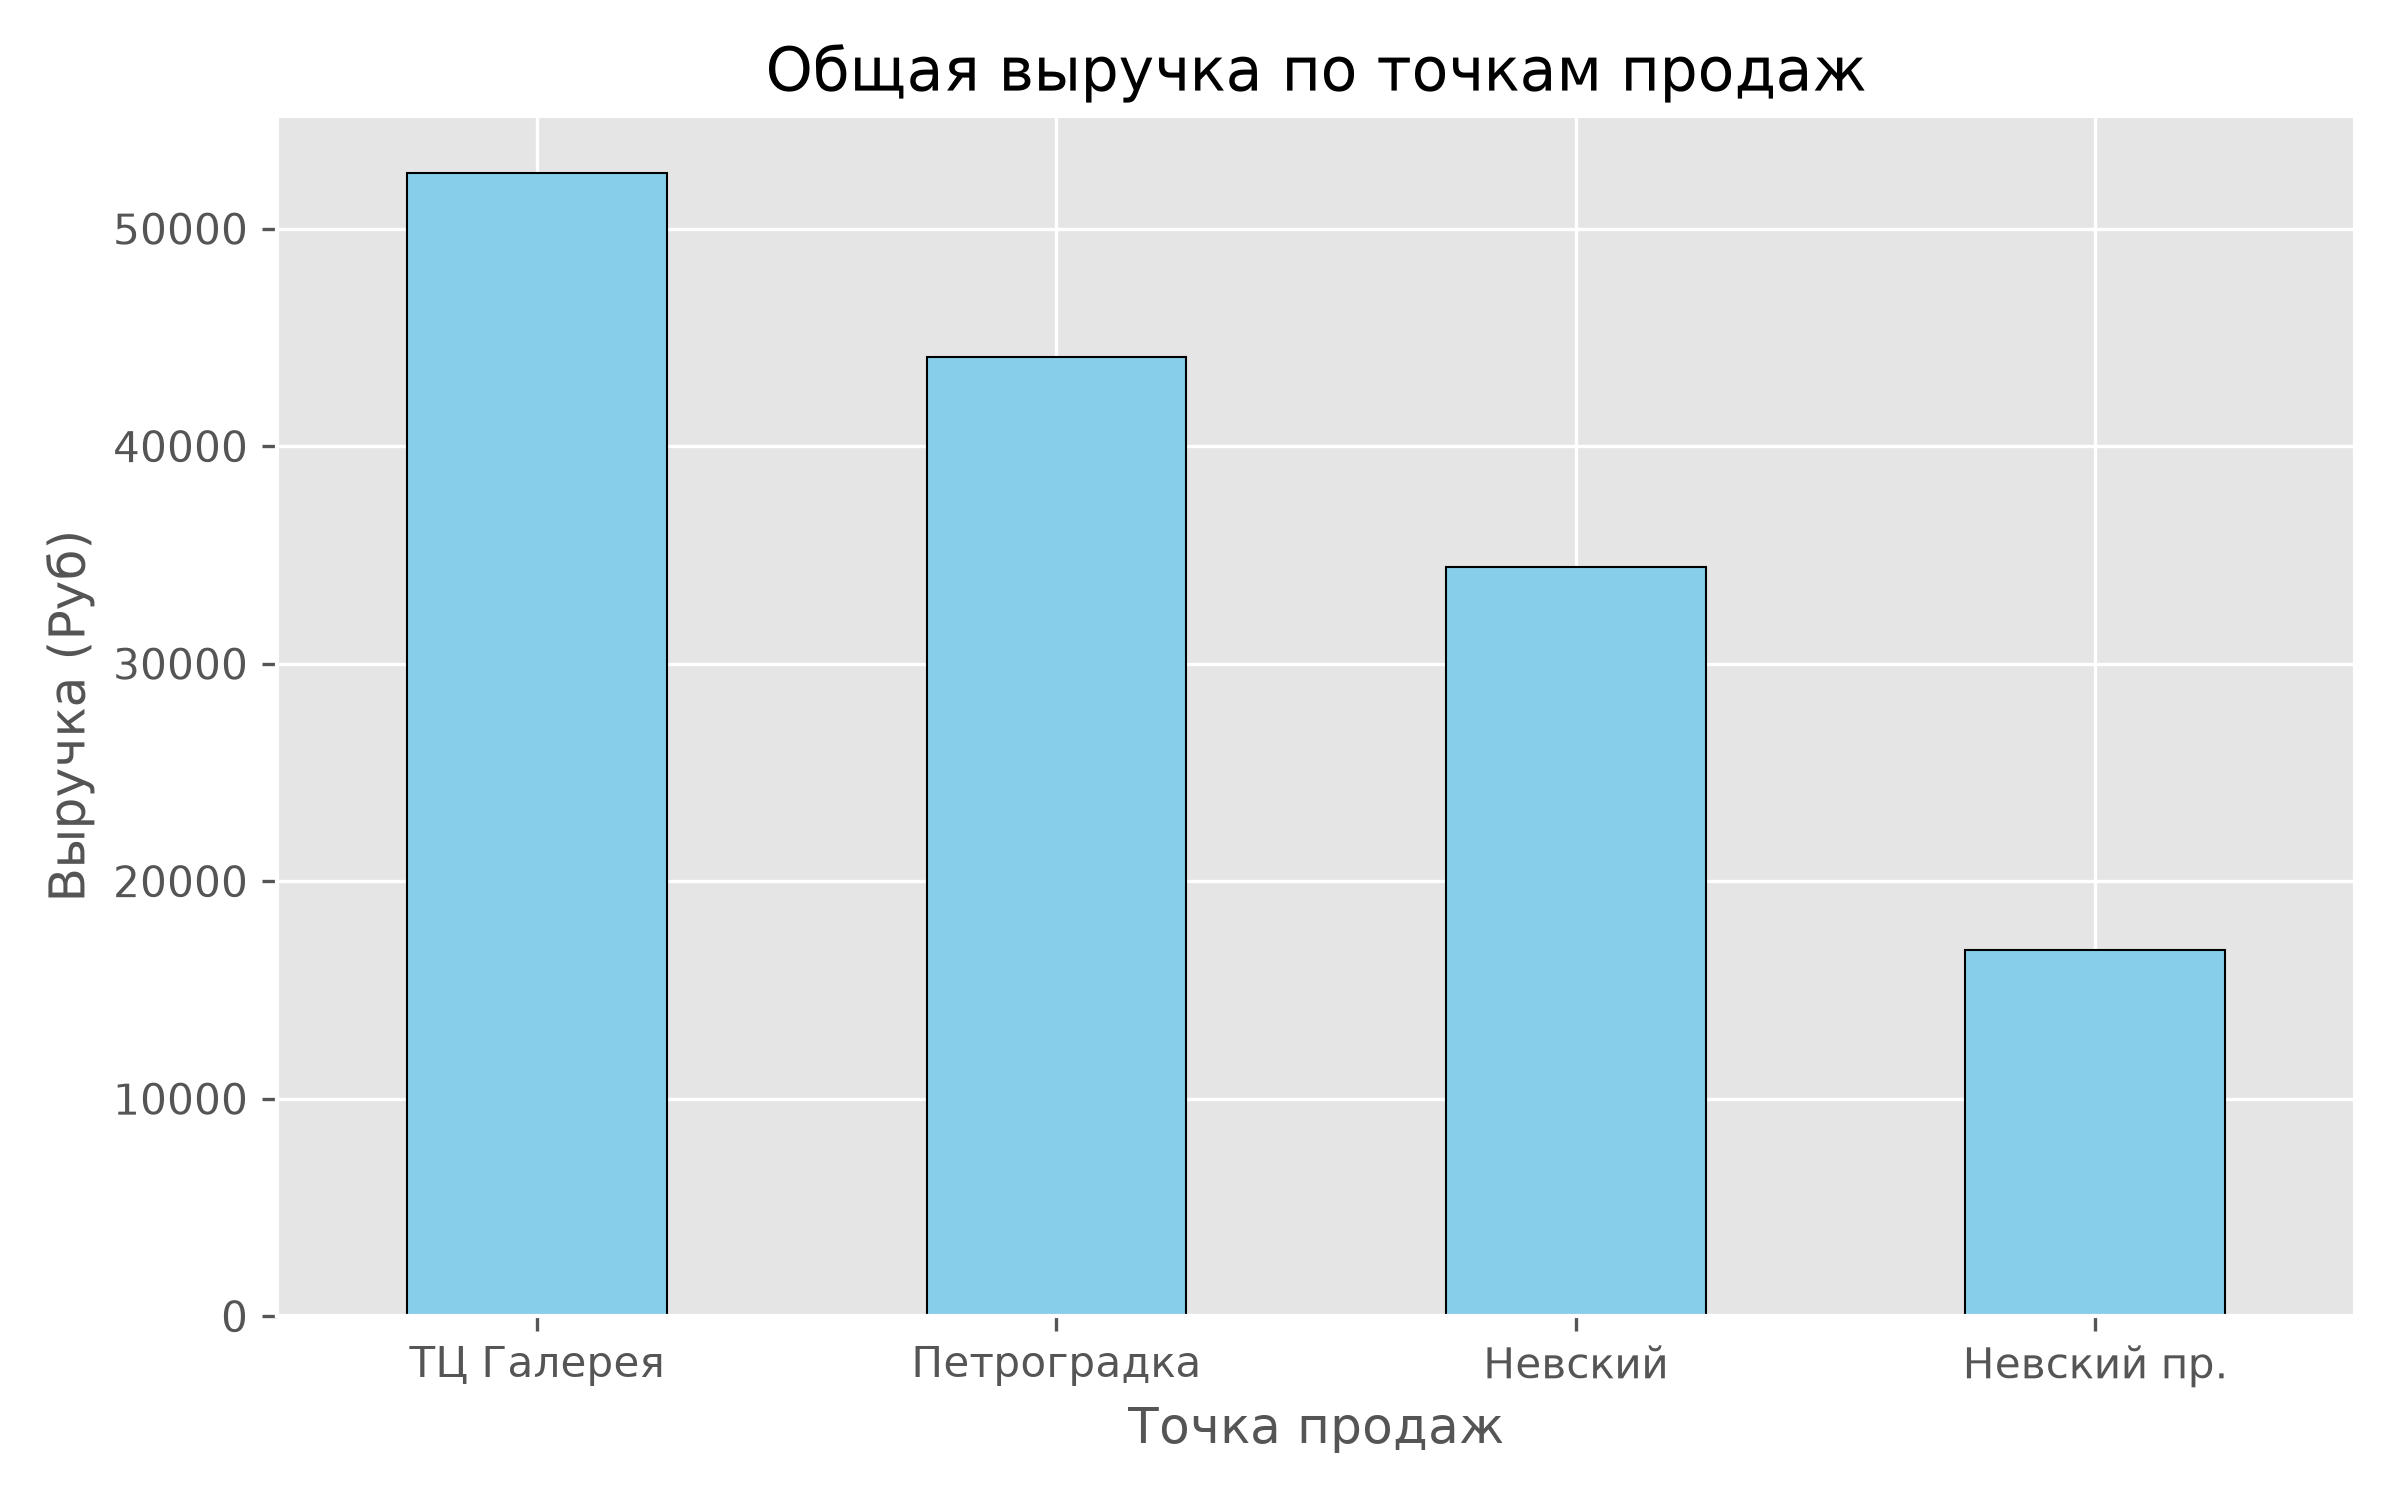 Общая выручка по точкам продаж
Выручка (Руб)
50000
40000
30000
20000
10000
0
ТЦ Галерея
Петроградка
Невский
Невский пр.
Точка продаж